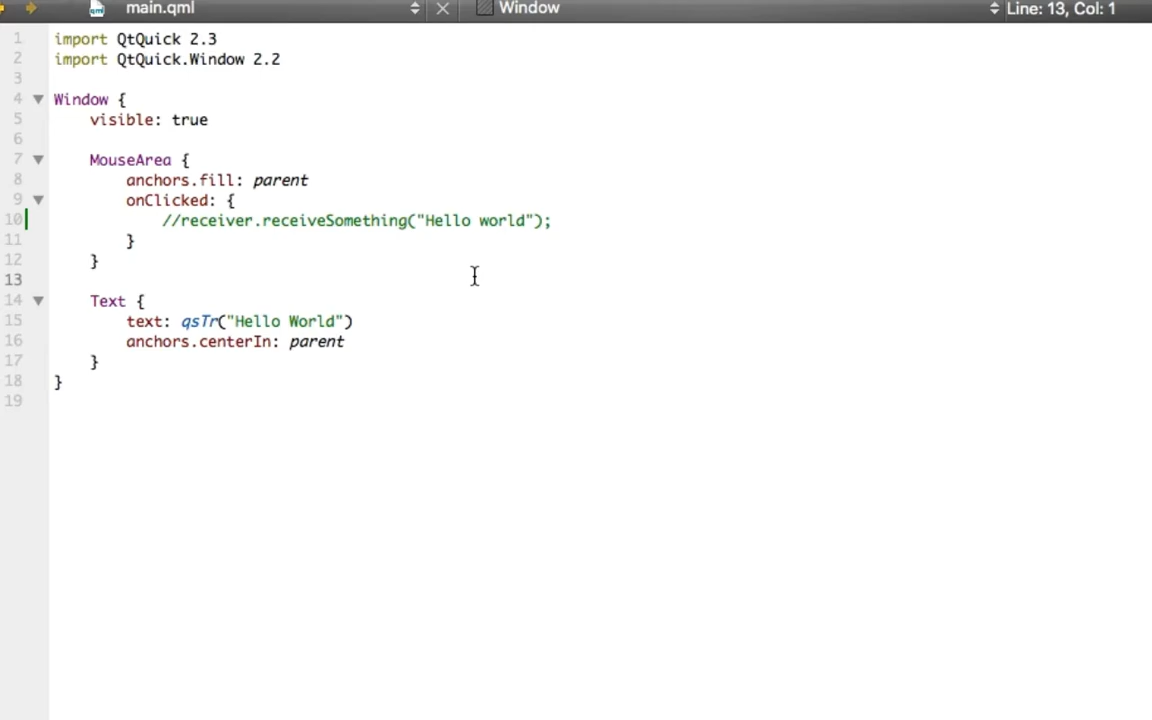 main.qml Window Line: 13, Col: 1
1 import QtQuick 2.3
2 import QtQuick.Window 2.2
3
4 Window {
5 visible: true
6
7 MouseArea {
8 anchors.fill: parent
9 onClicked: {
10 //receiver.receiveSomething("Hello world");
11 }
12 }
13
14 Text {
15 text: qsTr("Hello World")
16 anchors.centerIn: parent
17 }
18 }
19